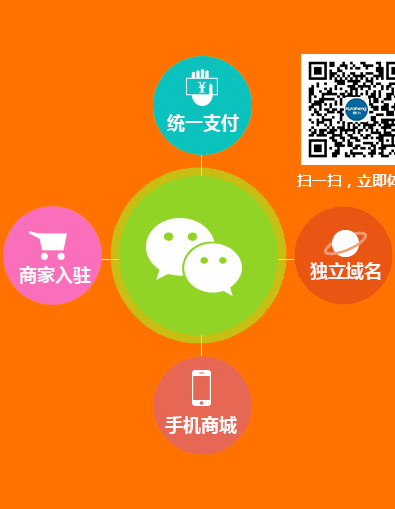 统一支付
扫一扫，立即体
商家入驻
独立域名
手机商城